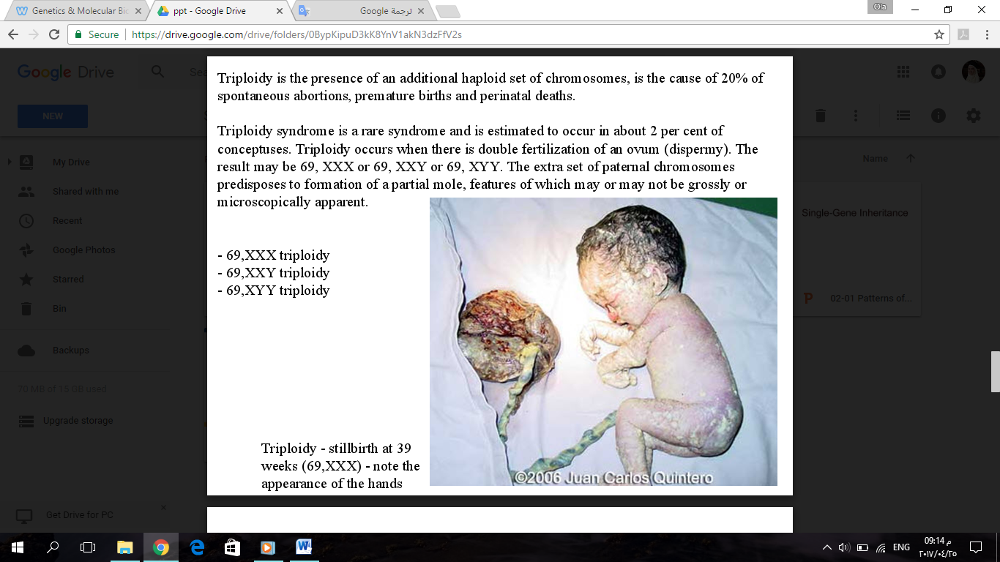 Genetics & Molecular Bio
ppt - Google Drive
ترجمة Google
Ola
Secure
https://drive.google.com/drive/folders/0BypKipuD3kK8YnV1akN3dzFfV2s
Google Drive
Sea
NEW
My Drive
Shared with me
Recent
Google Photos
Starred
Bin
Backups
70 MB of 15 GB used
Upgrade storage
Get Drive for PC
Triploidy is the presence of an additional haploid set of chromosomes, is the cause of 20% of
spontaneous abortions, premature births and perinatal deaths.
Triploidy syndrome is a rare syndrome and is estimated to occur in about 2 per cent of
conceptuses. Triploidy occurs when there is double fertilization of an ovum (dispermy). The
result may be 69, XXX or 69, XXY or 69, XYY. The extra set of paternal chromosomes
predisposes to formation of a partial mole, features of which may or may not be grossly or
microscopically apparent.
- 69,XXX triploidy
- 69,XXY triploidy
- 69,XYY triploidy
Triploidy - stillbirth at 39
weeks (69,XXX) - note the
appearance of the hands
©2006 Juan Carlos Quintero
Name
Single-Gene Inheritance
02-01 Patterns of...
ENG
09:14 م
٢٠١٧/٠٤/٢٥